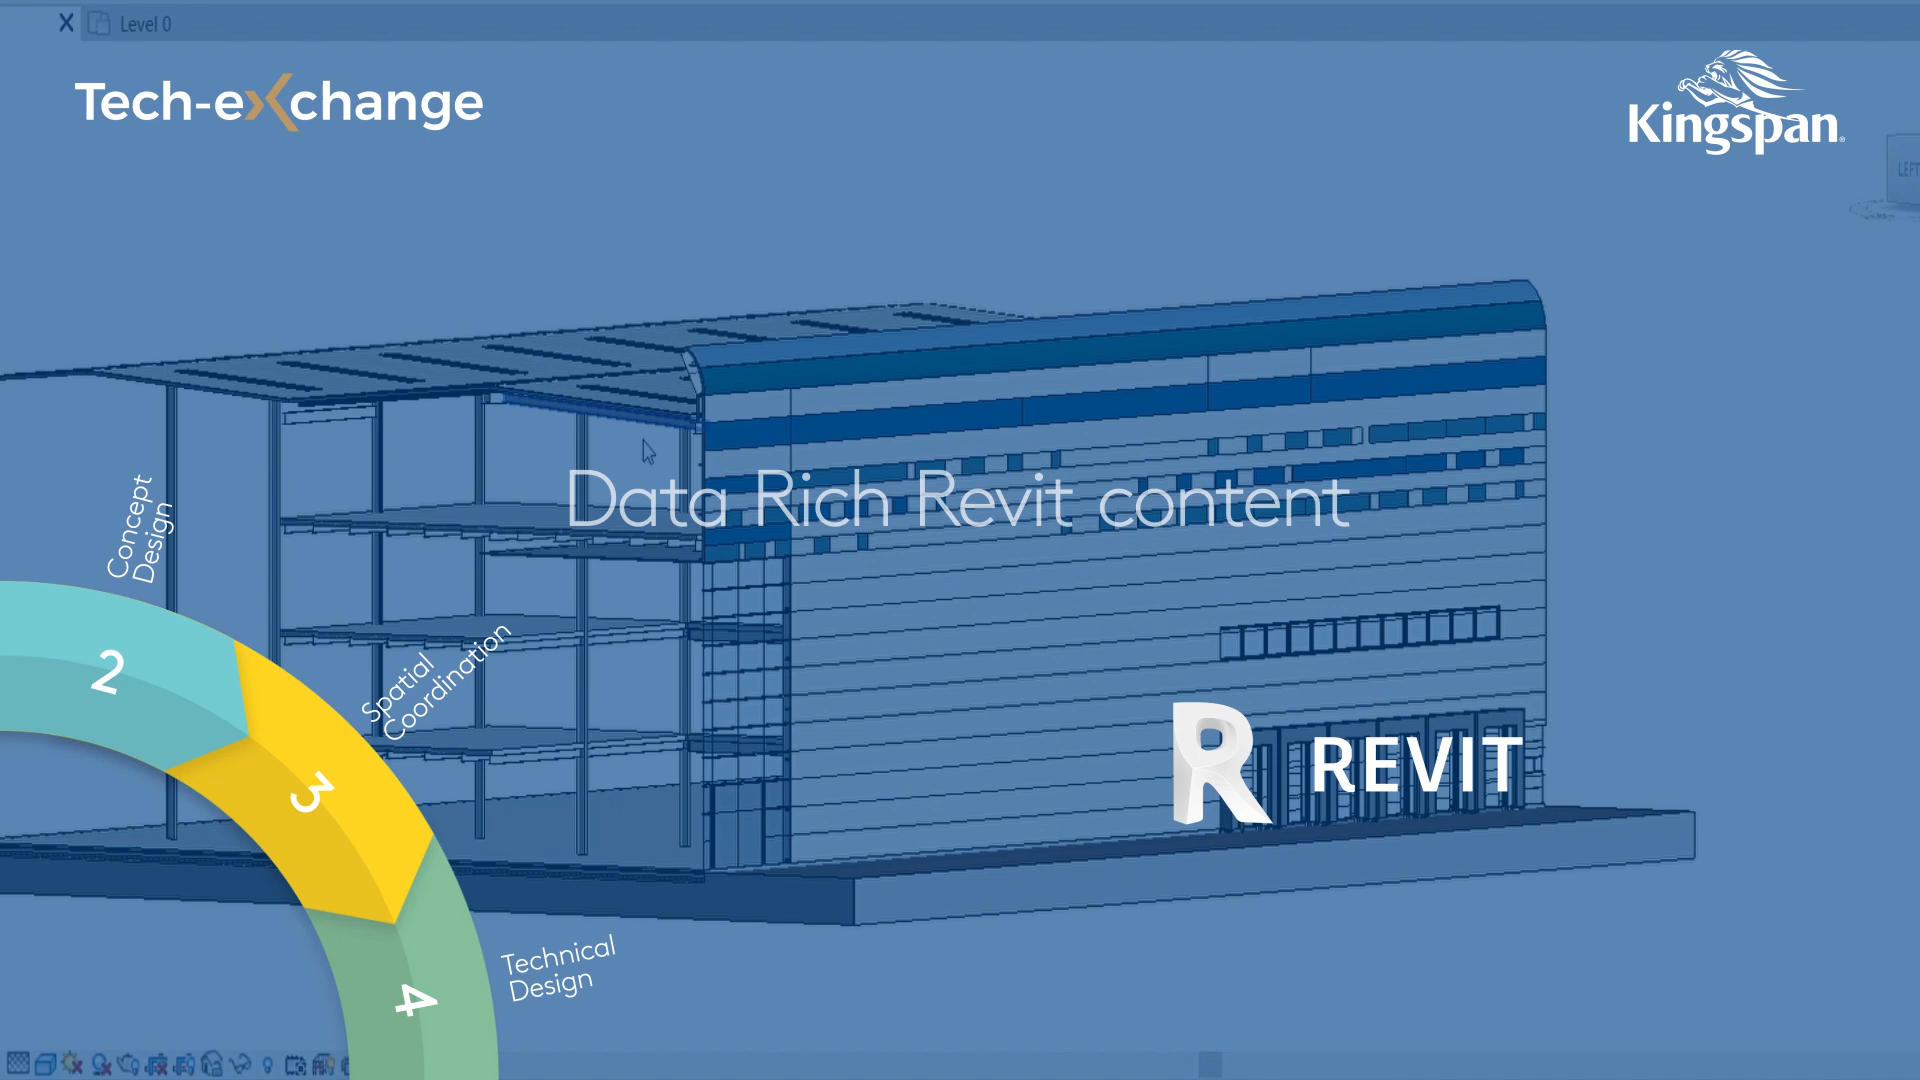 X
Level 0
Tech-eXchange
Kingspan®
LEFT
Data Rich Revit content
Concept
Design
2
Spatial
Coordination
3
R REVIT
Technical
Design
4